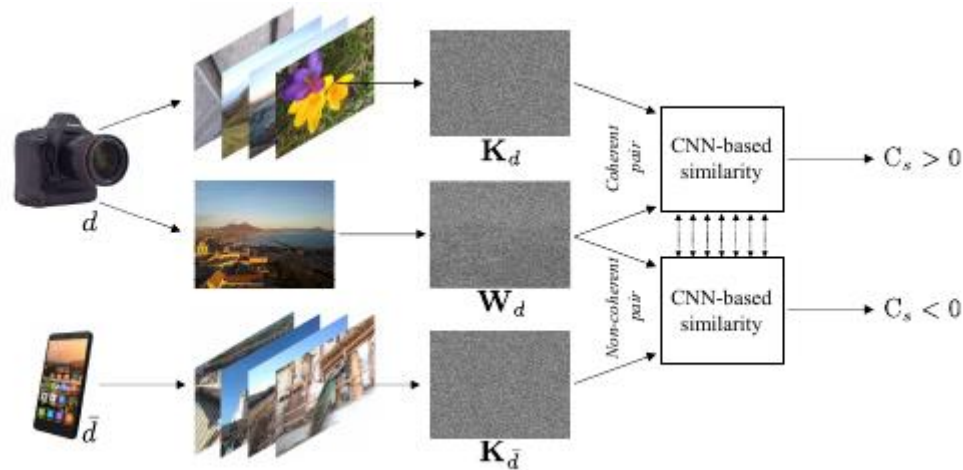 d
K_d
Coherent
pair
CNN-based
similarity
C_s > 0
W_d
Non-coherent
pair
CNN-based
similarity
C_s < 0
d̄
K_d̄